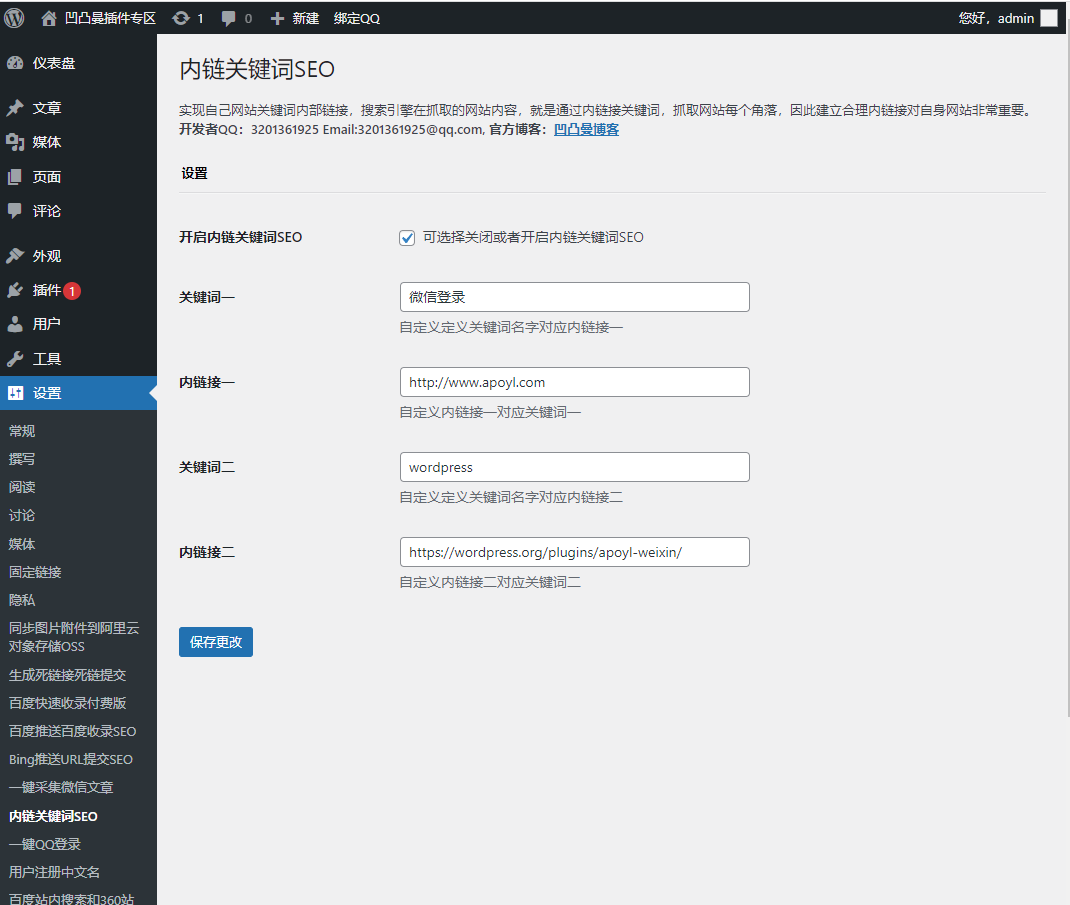 凹凸曼插件专区 1 0 新建 绑定QQ 您好，admin
仪表盘
文章
媒体
页面
评论
外观
插件 1
用户
工具
设置
常规
撰写
阅读
讨论
媒体
固定链接
隐私
同步图片附件到阿里云
对象存储OSS
生成死链接死链提交
百度快速收录付费版
百度推送百度收录SEO
Bing推送URL提交SEO
一键采集微信文章
内链关键词SEO
一键QQ登录
用户注册中文名
百度站内搜索和360站
内链关键词SEO
实现自己网站关键词内部链接，搜索引擎在抓取的网站内容，就是通过内链接关键词，抓取网站每个角落，因此建立合理内链接对自身网站非常重要。
开发者QQ：3201361925 Email:3201361925@qq.com, 官方博客：凹凸曼博客
设置
开启内链关键词SEO 可选择关闭或者开启内链关键词SEO
关键词一 微信登录
自定义定义关键词名字对应内链接一
内链接一 http://www.apoyl.com
自定义内链接一对应关键词一
关键词二 wordpress
自定义定义关键词名字对应内链接二
内链接二 https://wordpress.org/plugins/apoyl-weixin/
自定义内链接二对应关键词二
保存更改